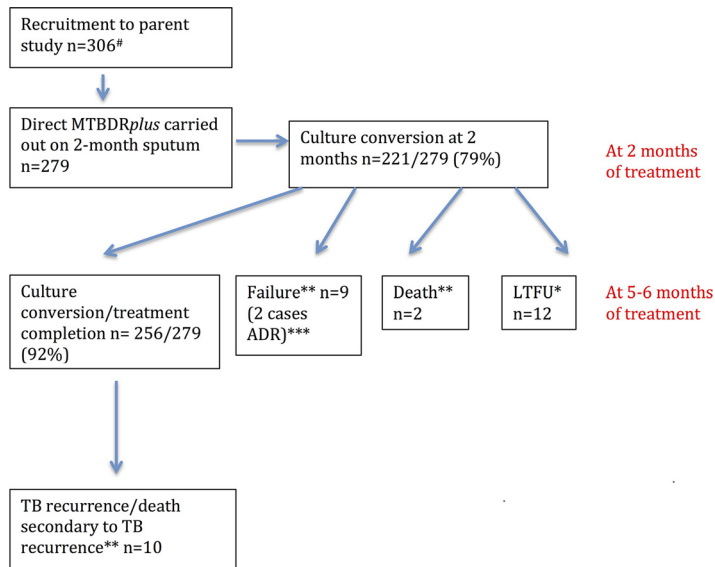 Recruitment to parent
study n=306#
Direct MTBDRplus carried
out on 2-month sputum
n=279
Culture conversion at 2
months n=221/279 (79%)
At 2 months
of treatment
Culture
conversion/treatment
completion n= 256/279
(92%)
Failure** n=9
(2 cases
ADR)***
Death**
n=2
LTFU*
n=12
At 5-6 months
of treatment
TB recurrence/death
secondary to TB
recurrence** n=10